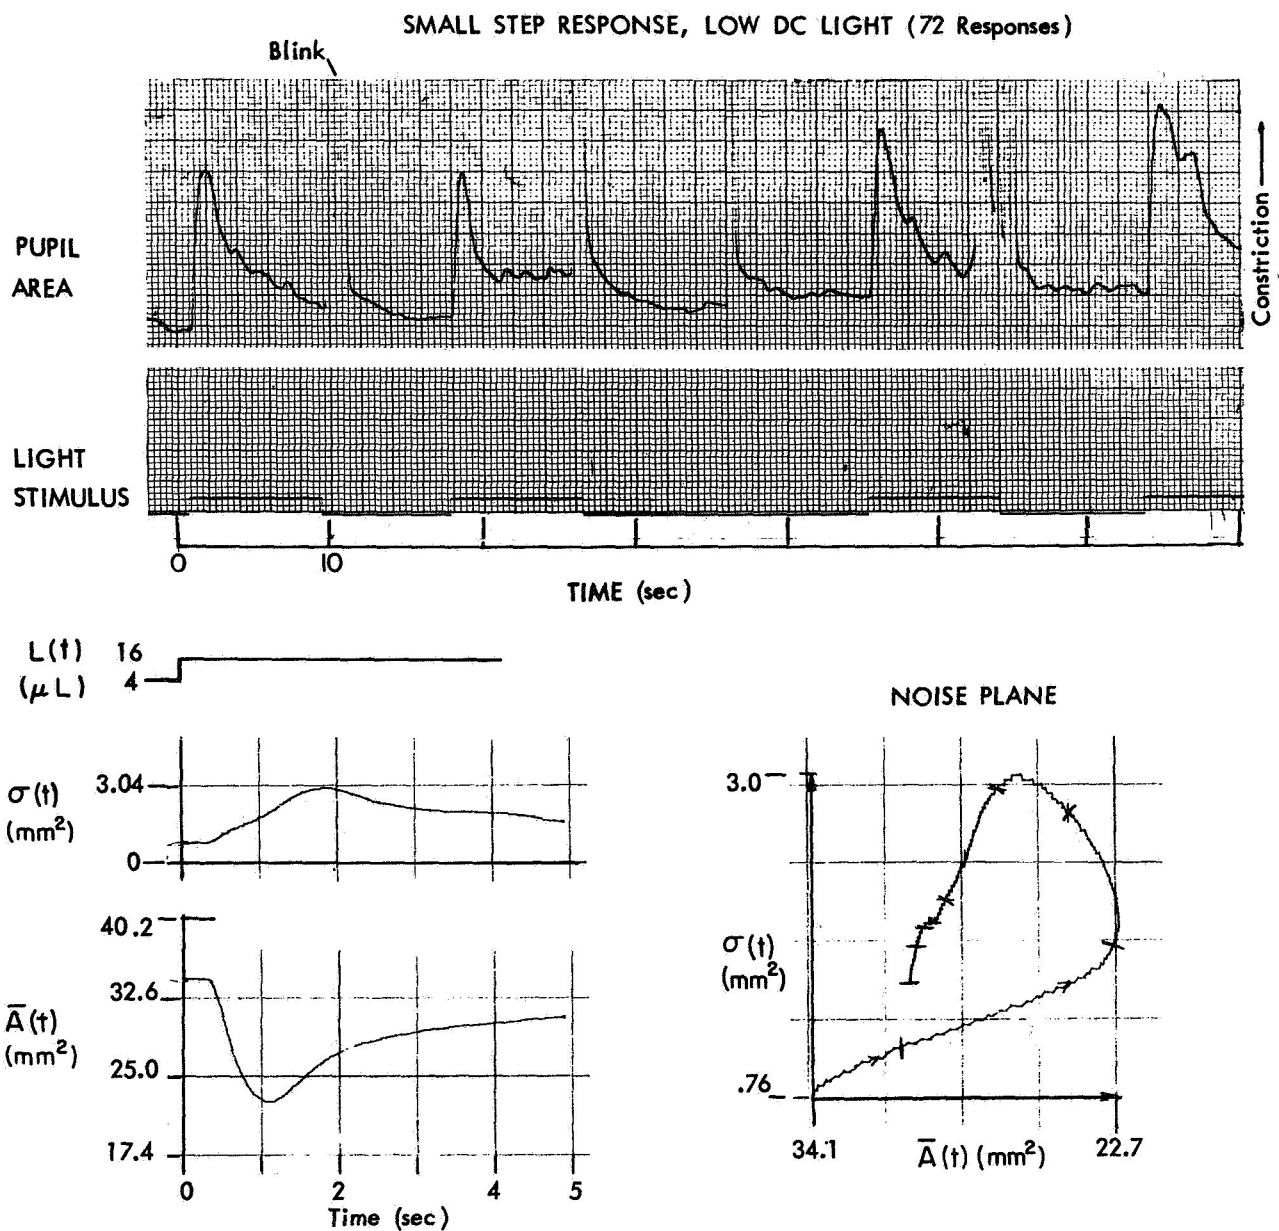 SMALL STEP RESPONSE, LOW DC LIGHT (72 Responses)
Blink
PUPIL
AREA
Constriction
LIGHT
STIMULUS
0 10
TIME (sec)
L(t) 16
(μL) 4
NOISE PLANE
σ(t) 3.04
(mm²)
0
40.2
32.6
Ā(t)
(mm²)
25.0
17.4
0 2 4 5
Time (sec)
3.0
σ(t)
(mm²)
.76
34.1 Ā(t) (mm²) 22.7